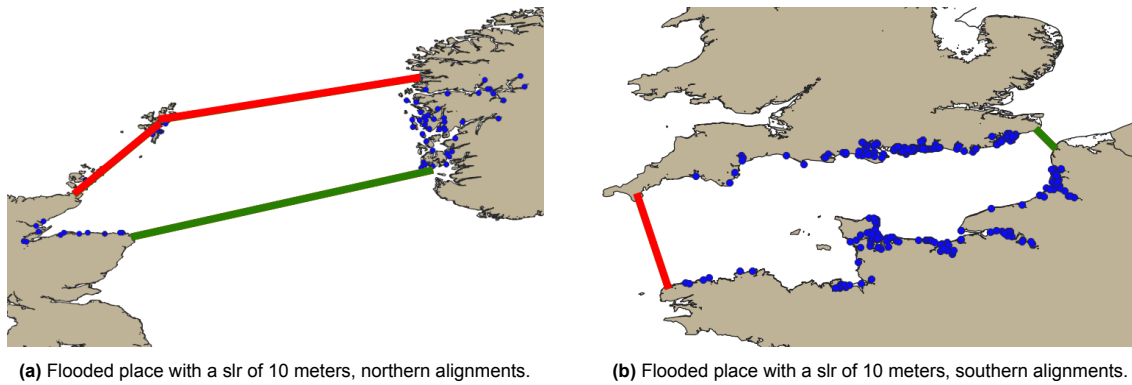 (a) Flooded place with a slr of 10 meters, northern alignments.
(b) Flooded place with a slr of 10 meters, southern alignments.